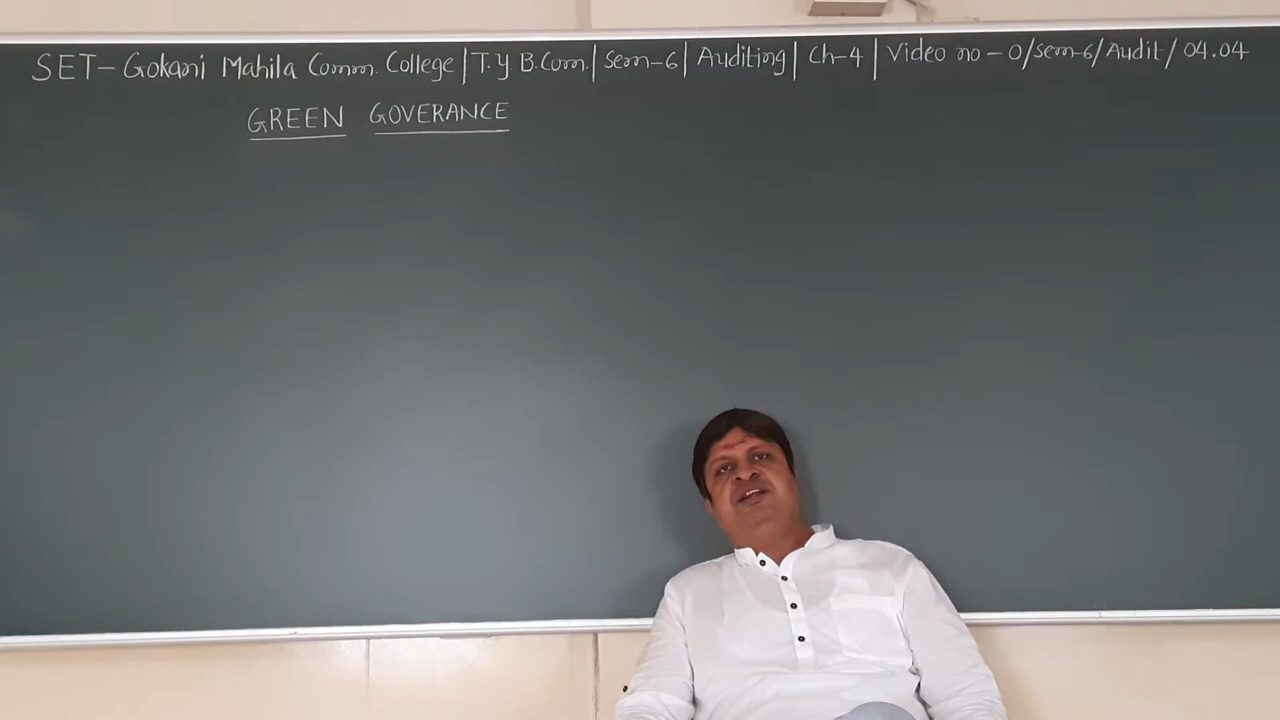 SET- Gokani Mahila Comm. College | T.Y B.Com. | Sem-6 | Auditing | Ch-4 | Video no - 0/sem-6/Audit/04.04
GREEN GOVERANCE